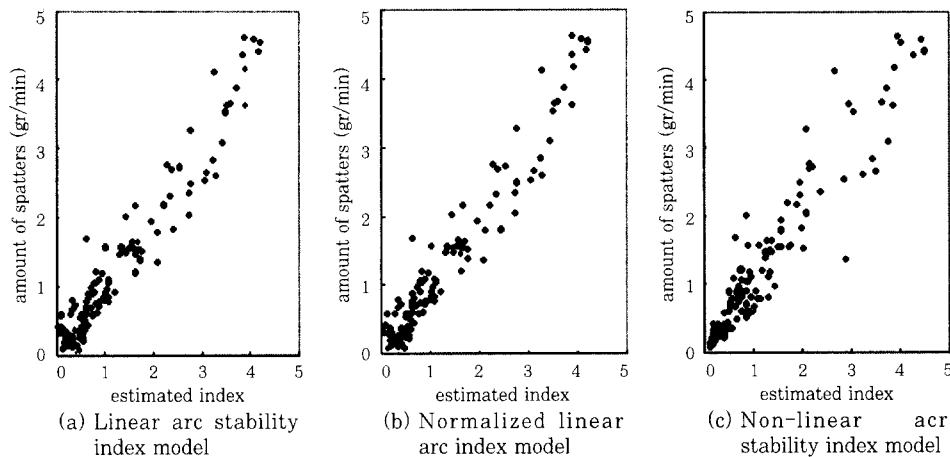 5
4
3
2
1
0
amount of spatters (gr/min)
0 1 2 3 4 5
estimated index
(a) Linear arc stability
index model
5
4
3
2
1
0
amount of spatters (gr/min)
0 1 2 3 4 5
estimated index
(b) Normalized linear
arc index model
5
4
3
2
1
0
amount of spatters (gr/min)
0 1 2 3 4 5
estimated index
(c) Non-linear acr
stability index model